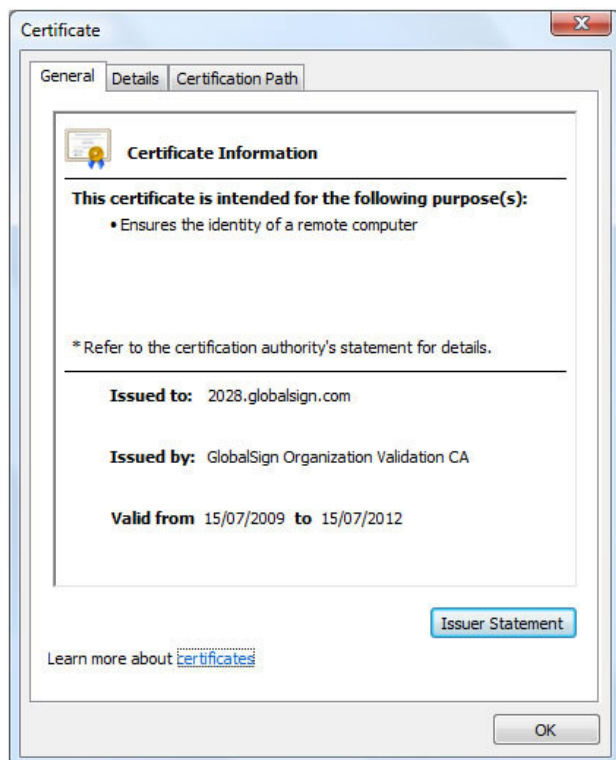 Certificate
General Details Certification Path
Certificate Information
This certificate is intended for the following purpose(s):
• Ensures the identity of a remote computer
* Refer to the certification authority's statement for details.
Issued to: 2028.globalsign.com
Issued by: GlobalSign Organization Validation CA
Valid from 15/07/2009 to 15/07/2012
Issuer Statement
Learn more about certificates
OK